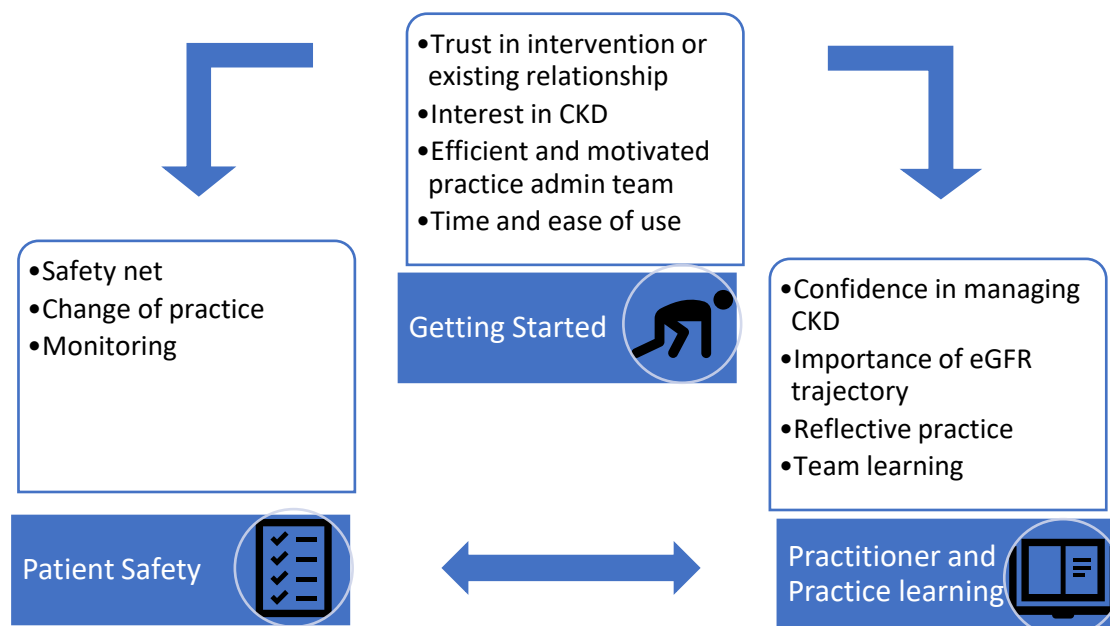 •Trust in intervention or
existing relationship
•Interest in CKD
•Efficient and motivated
practice admin team
•Time and ease of use
Getting Started
•Safety net
•Change of practice
•Monitoring
Patient Safety
•Confidence in managing
CKD
•Importance of eGFR
trajectory
•Reflective practice
•Team learning
Practitioner and
Practice learning